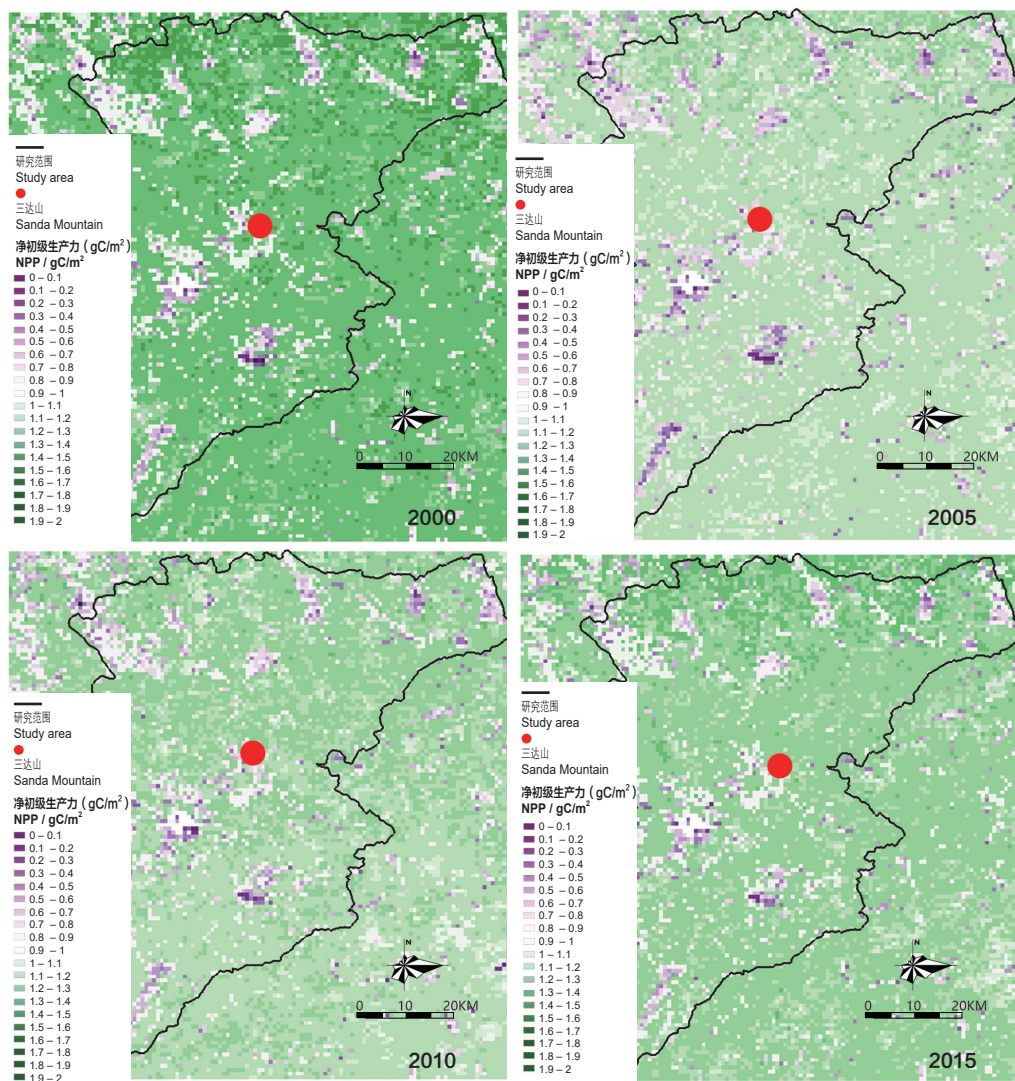 研究范围
Study area
三达山
Sanda Mountain
净初级生产力 ( gC/m²)
NPP / gC/m²
0 – 0.1
0.1 – 0.2
0.2 – 0.3
0.3 – 0.4
0.4 – 0.5
0.5 – 0.6
0.6 – 0.7
0.7 – 0.8
0.8 – 0.9
0.9 – 1
1 – 1.1
1.1 – 1.2
1.2 – 1.3
1.3 – 1.4
1.4 – 1.5
1.5 – 1.6
1.6 – 1.7
1.7 – 1.8
1.8 – 1.9
1.9 – 2
N
0 10 20KM
2000
研究范围
Study area
三达山
Sanda Mountain
净初级生产力 ( gC/m²)
NPP / gC/m²
0 – 0.1
0.1 – 0.2
0.2 – 0.3
0.3 – 0.4
0.4 – 0.5
0.5 – 0.6
0.6 – 0.7
0.7 – 0.8
0.8 – 0.9
0.9 – 1
1 – 1.1
1.1 – 1.2
1.2 – 1.3
1.3 – 1.4
1.4 – 1.5
1.5 – 1.6
1.6 – 1.7
1.7 – 1.8
1.8 – 1.9
1.9 – 2
N
0 10 20KM
2005
研究范围
Study area
三达山
Sanda Mountain
净初级生产力 ( gC/m²)
NPP / gC/m²
0 – 0.1
0.1 – 0.2
0.2 – 0.3
0.3 – 0.4
0.4 – 0.5
0.5 – 0.6
0.6 – 0.7
0.7 – 0.8
0.8 – 0.9
0.9 – 1
1 – 1.1
1.1 – 1.2
1.2 – 1.3
1.3 – 1.4
1.4 – 1.5
1.5 – 1.6
1.6 – 1.7
1.7 – 1.8
1.8 – 1.9
1.9 – 2
N
0 10 20KM
2010
研究范围
Study area
三达山
Sanda Mountain
净初级生产力 ( gC/m²)
NPP / gC/m²
0 – 0.1
0.1 – 0.2
0.2 – 0.3
0.3 – 0.4
0.4 – 0.5
0.5 – 0.6
0.6 – 0.7
0.7 – 0.8
0.8 – 0.9
0.9 – 1
1 – 1.1
1.1 – 1.2
1.2 – 1.3
1.3 – 1.4
1.4 – 1.5
1.5 – 1.6
1.6 – 1.7
1.7 – 1.8
1.8 – 1.9
1.9 – 2
N
0 10 20KM
2015